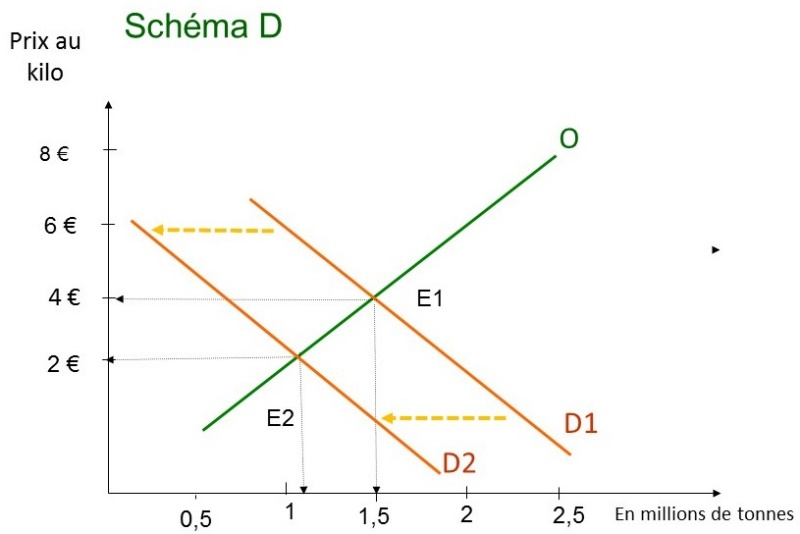 Schéma D
Prix au
kilo
O
8 €
6 €
4 €
E1
2 €
E2
D1
D2
0,5
1
1,5
2
2,5
En millions de tonnes